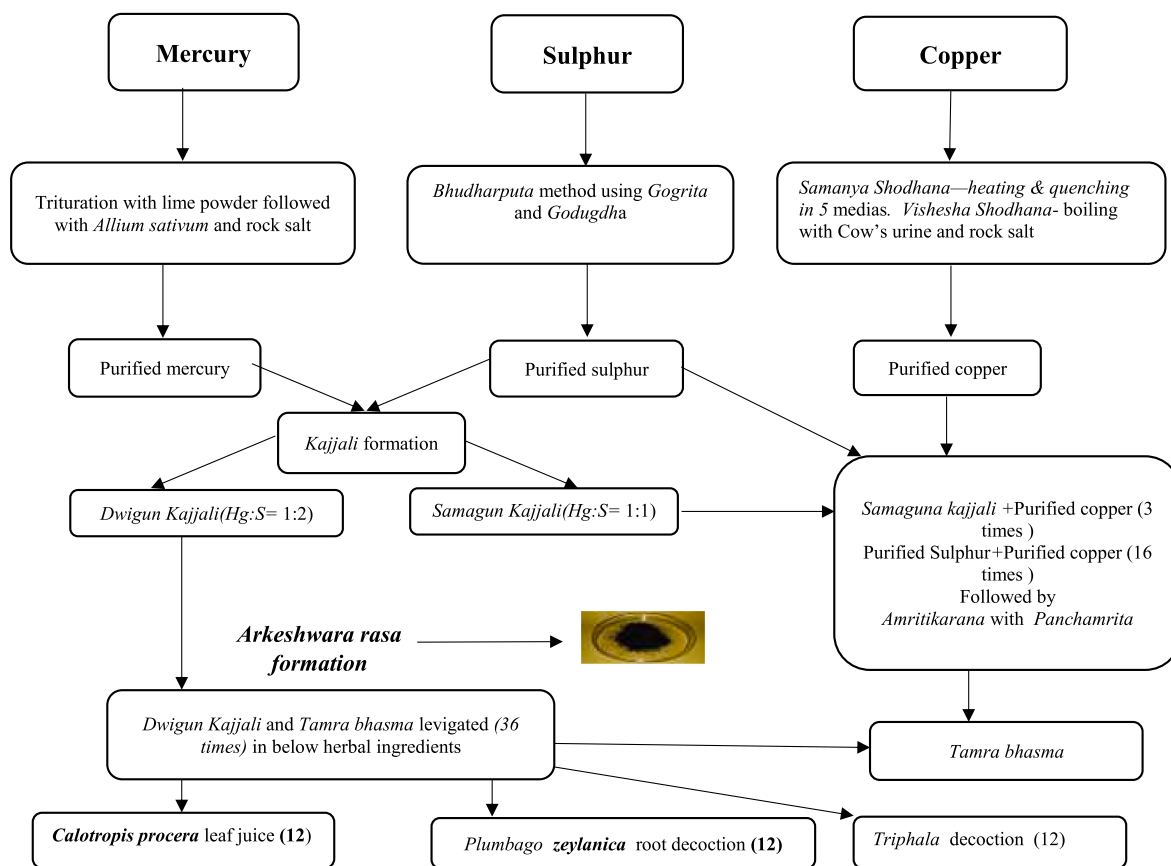 Mercury
Sulphur
Copper
Trituration with lime powder followed
with Allium sativum and rock salt
Bhudharputa method using Gogrita
and Godugdha
Samanya Shodhana—heating & quenching
in 5 medias. Vishesha Shodhana- boiling
with Cow's urine and rock salt
Purified mercury
Purified sulphur
Purified copper
Kajjali formation
Dwigun Kajjali(Hg:S= 1:2)
Samagun Kajjali(Hg:S= 1:1)
Samaguna kajjali +Purified copper (3
times )
Purified Sulphur+Purified copper (16
times )
Followed by
Amritikarana with Panchamrita
Arkeshwara rasa
formation
Dwigun Kajjali and Tamra bhasma levigated (36
times) in below herbal ingredients
Tamra bhasma
Calotropis procera leaf juice (12)
Plumbago zeylanica root decoction (12)
Triphala decoction (12)